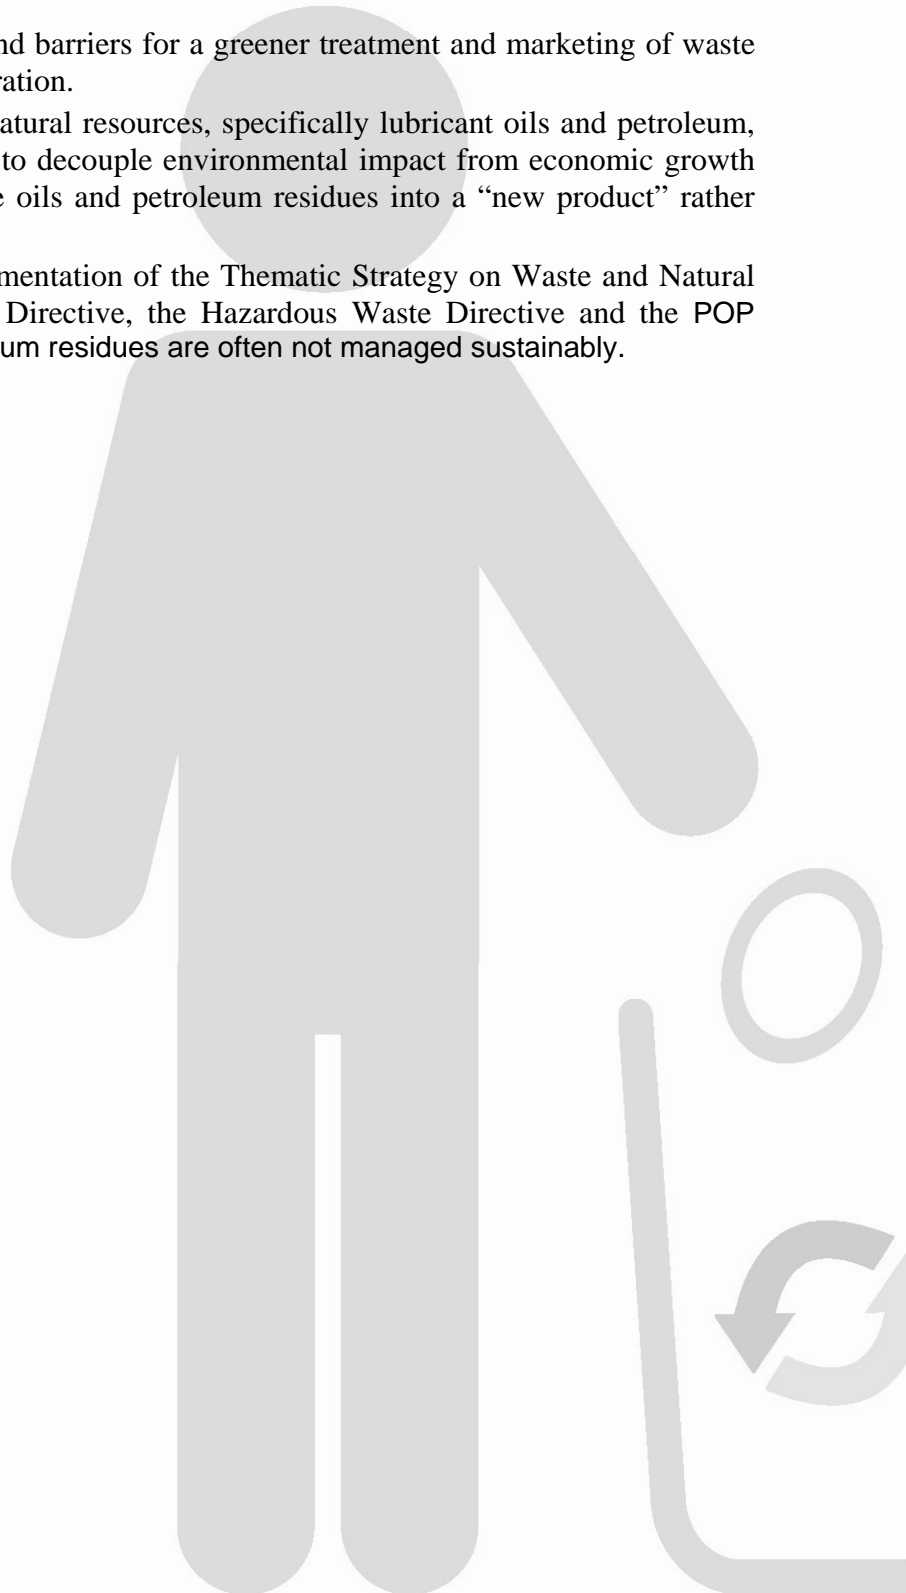 nd barriers for a greener treatment and marketing of waste
ration.
atural resources, specifically lubricant oils and petroleum,
to decouple environmental impact from economic growth
e oils and petroleum residues into a “new product” rather
mentation of the Thematic Strategy on Waste and Natural
Directive, the Hazardous Waste Directive and the POP
um residues are often not managed sustainably.